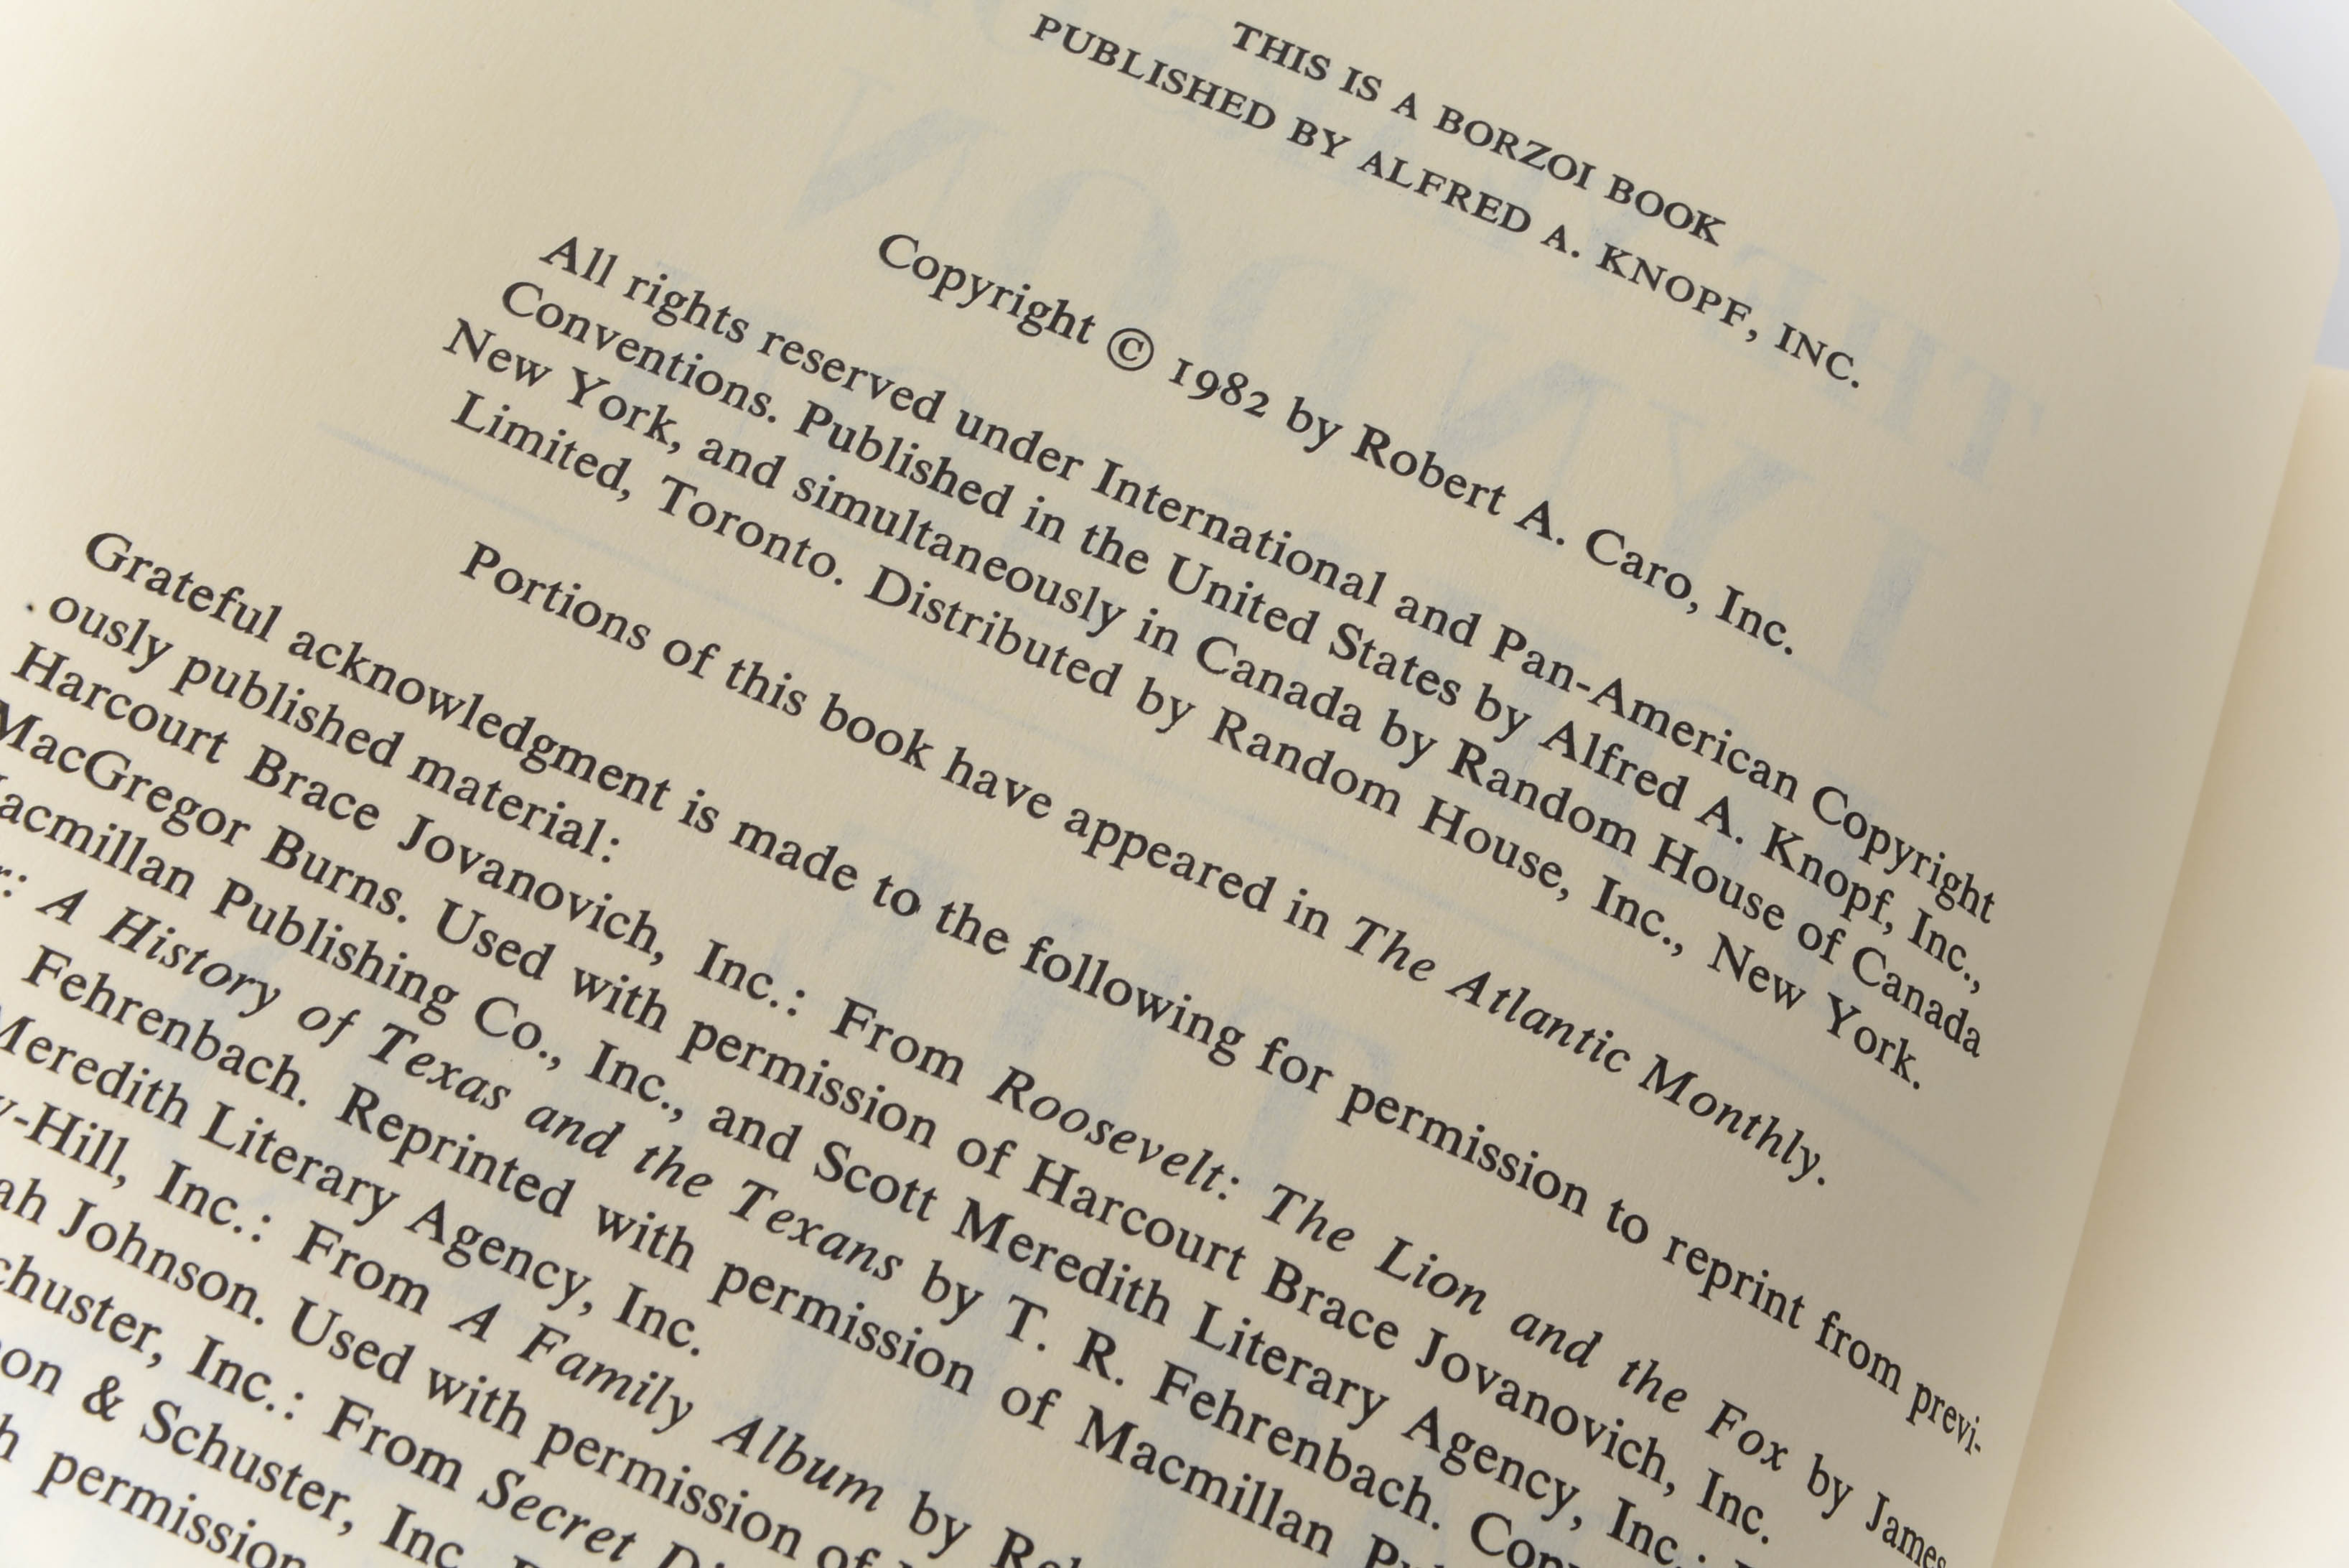 THIS IS A BORZOI BOOK
PUBLISHED BY ALFRED A. KNOPF, INC.
Copyright © 1982 by Robert A. Caro, Inc.
All rights reserved under International and Pan-American Copyright
Conventions. Published in the United States by Alfred A. Knopf, Inc.,
New York, and simultaneously in Canada by Random House of Canada
Limited, Toronto. Distributed by Random House, Inc., New York.
Portions of this book have appeared in The Atlantic Monthly.
Grateful acknowledgment is made to the following for permission to reprint from previ-
ously published material:
Harcourt Brace Jovanovich, Inc.: From Roosevelt: The Lion and the Fox by James
MacGregor Burns. Used with permission of Harcourt Brace Jovanovich, Inc.
acmillan Publishing Co., Inc., and Scott Meredith Literary Agency, Inc.:
r: A History of Texas and the Texans by T. R. Fehrenbach.
Fehrenbach. Reprinted with permission of Macmillan
Meredith Literary Agency, Inc.
-Hill, Inc.: From A Family Album by
ah Johnson. Used with permission of
chuster, Inc.: From Secret
on & Schuster, Inc.
h permission